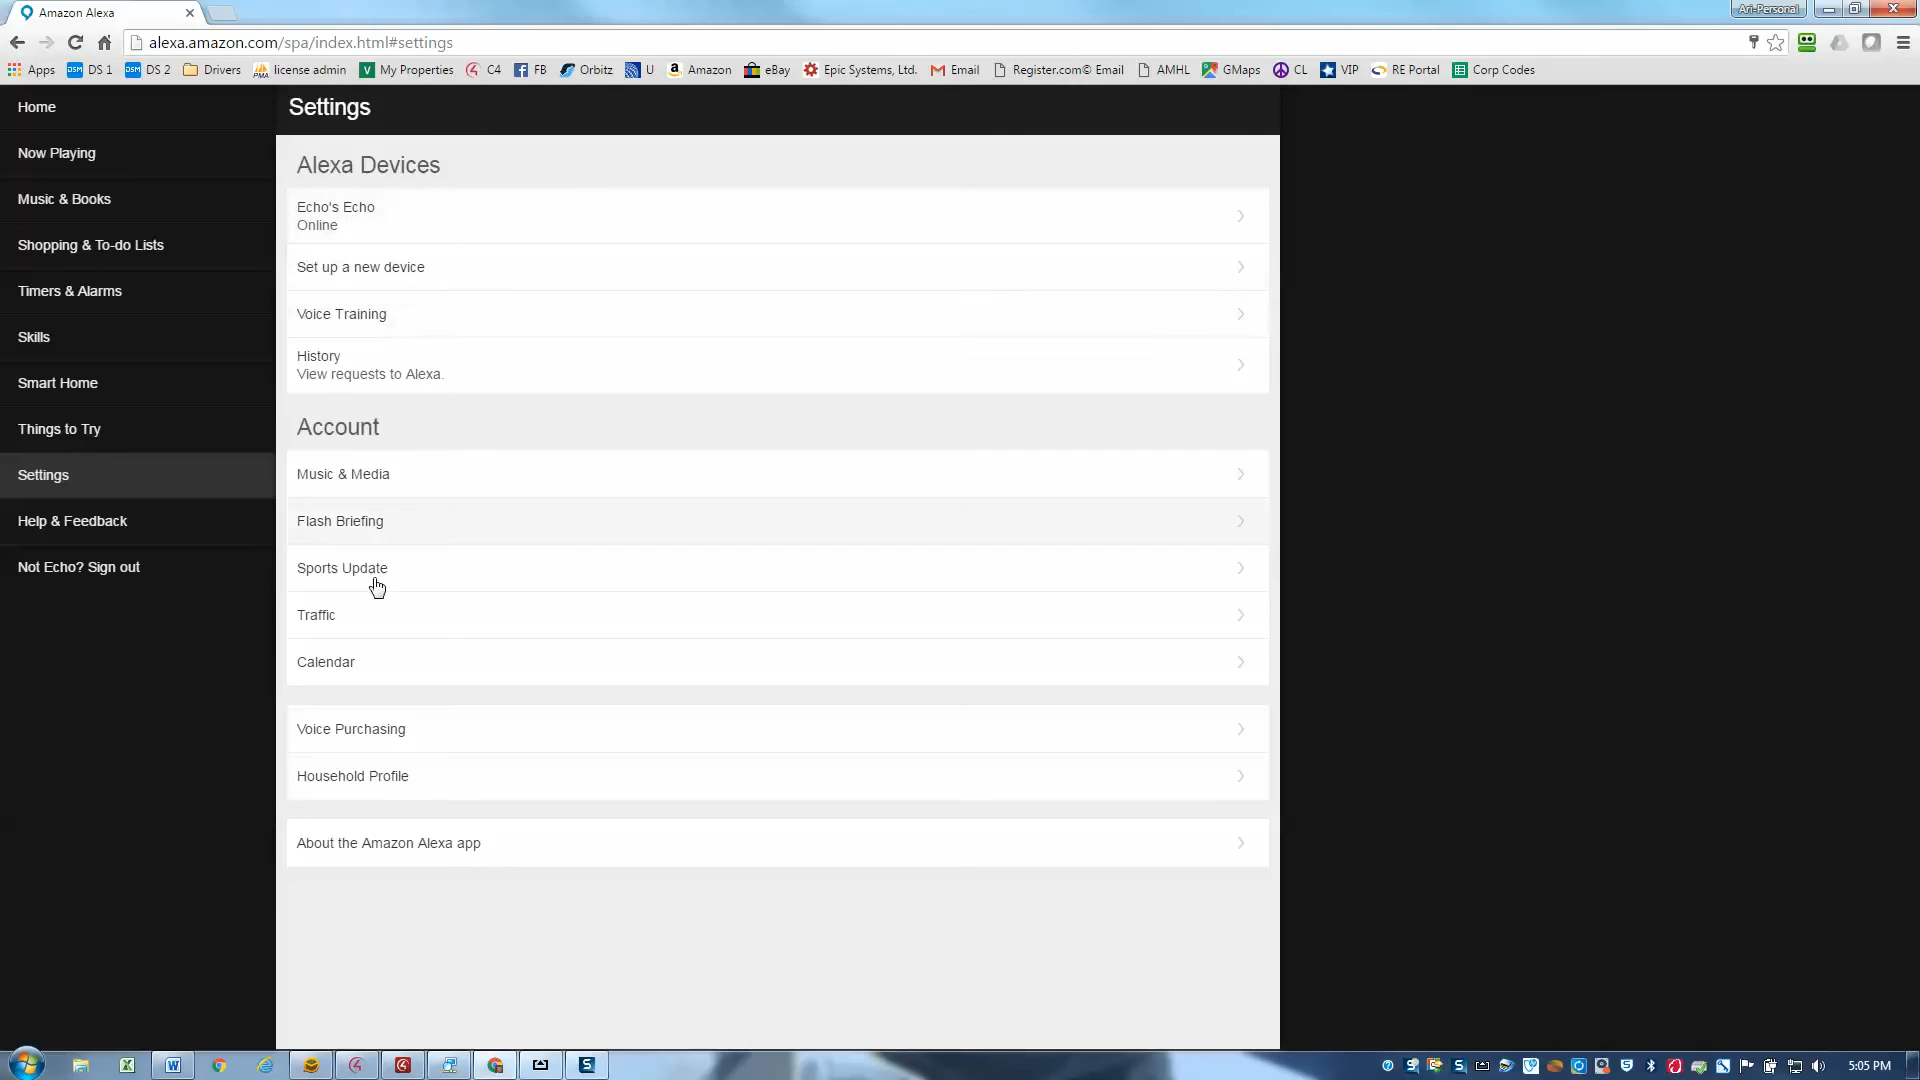 Amazon Alexa
Ari-Personal
alexa.amazon.com/spa/index.html#settings
Apps DS 1 DS 2 Drivers license admin My Properties C4 FB Orbitz U Amazon eBay Epic Systems, Ltd. Email Register.com© Email AMHL GMaps CL VIP RE Portal Corp Codes
Home
Now Playing
Music & Books
Shopping & To-do Lists
Timers & Alarms
Skills
Smart Home
Things to Try
Settings
Help & Feedback
Not Echo? Sign out
Settings
Alexa Devices
Echo's Echo
Online
Set up a new device
Voice Training
History
View requests to Alexa.
Account
Music & Media
Flash Briefing
Sports Update
Traffic
Calendar
Voice Purchasing
Household Profile
About the Amazon Alexa app
5:05 PM